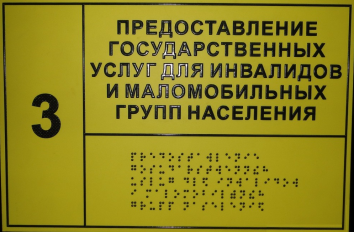 3
ПРЕДОСТАВЛЕНИЕ
ГОСУДАРСТВЕННЫХ
УСЛУГ ДЛЯ ИНВАЛИДОВ
И МАЛОМОБИЛЬНЫХ
ГРУПП НАСЕЛЕНИЯ